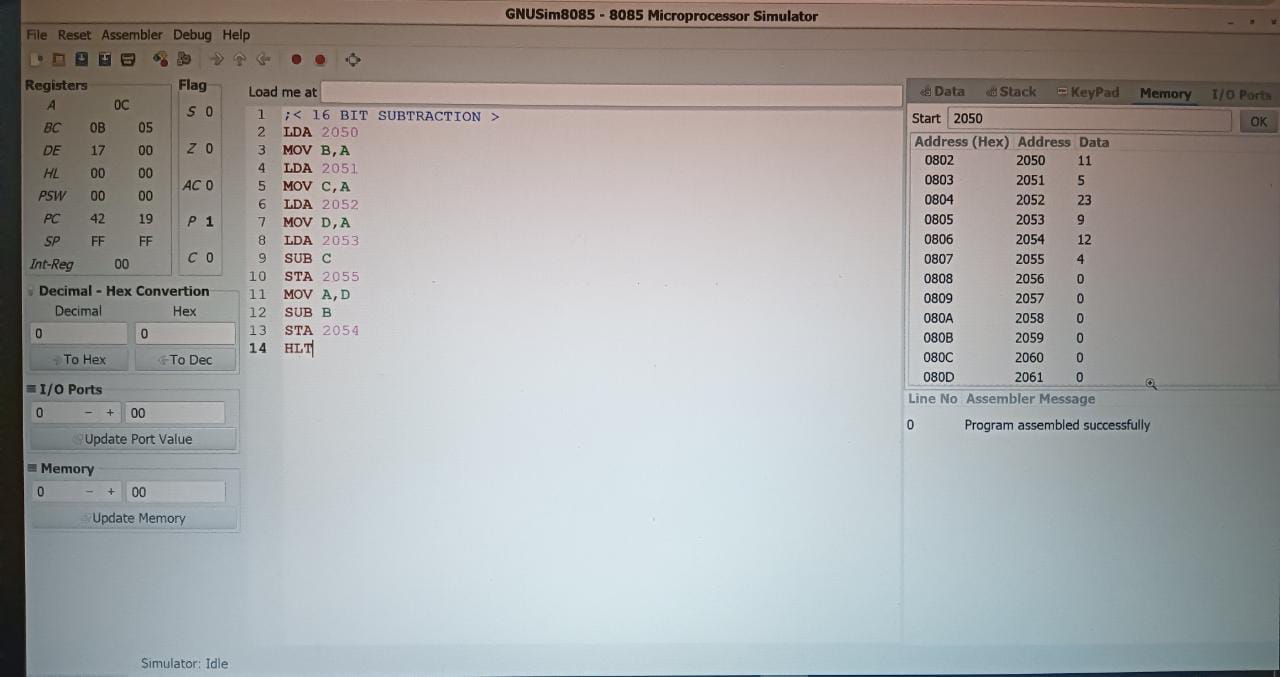 GNUSim8085 - 8085 Microprocessor Simulator
File Reset Assembler Debug Help
Registers
A 0C
BC 0B 05
DE 17 00
HL 00 00
PSW 00 00
PC 42 19
SP FF FF
Int-Reg 00
Flag
S 0
Z 0
AC 0
P 1
C 0
Decimal - Hex Convertion
Decimal Hex
0 0
To Hex To Dec
I/O Ports
0 - + 00
Update Port Value
Memory
0 - + 00
Update Memory
Load me at
1 ;< 16 BIT SUBTRACTION >
2 LDA 2050
3 MOV B,A
4 LDA 2051
5 MOV C,A
6 LDA 2052
7 MOV D,A
8 LDA 2053
9 SUB C
10 STA 2055
11 MOV A,D
12 SUB B
13 STA 2054
14 HLT
Data Stack KeyPad Memory I/O Ports
Start 2050 OK
Address (Hex) Address Data
0802 2050 11
0803 2051 5
0804 2052 23
0805 2053 9
0806 2054 12
0807 2055 4
0808 2056 0
0809 2057 0
080A 2058 0
080B 2059 0
080C 2060 0
080D 2061 0
Line No Assembler Message
0 Program assembled successfully
Simulator: Idle